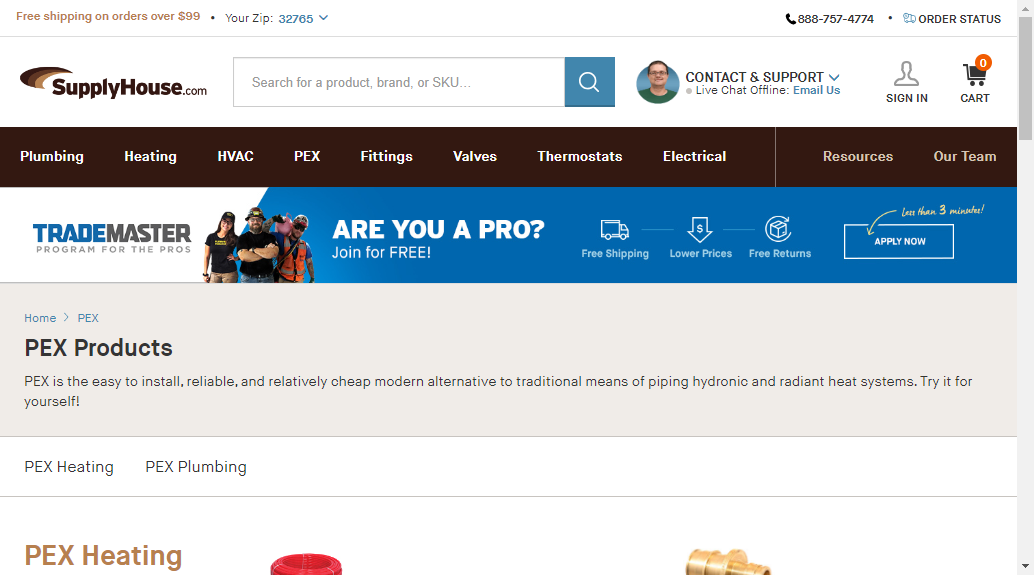 Free shipping on orders over $99 • Your Zip: 32765
888-757-4774 • ORDER STATUS
SupplyHouse.com
Search for a product, brand, or SKU...
CONTACT & SUPPORT
Live Chat Offline: Email Us
SIGN IN
0
CART
Plumbing Heating HVAC PEX Fittings Valves Thermostats Electrical Resources Our Team
TRADEMASTER
PROGRAM FOR THE PROS
ARE YOU A PRO?
Join for FREE!
$
Free Shipping Lower Prices Free Returns
Less than 3 minutes!
APPLY NOW
Home > PEX
PEX Products
PEX is the easy to install, reliable, and relatively cheap modern alternative to traditional means of piping hydronic and radiant heat systems. Try it for
yourself!
PEX Heating PEX Plumbing
PEX Heating